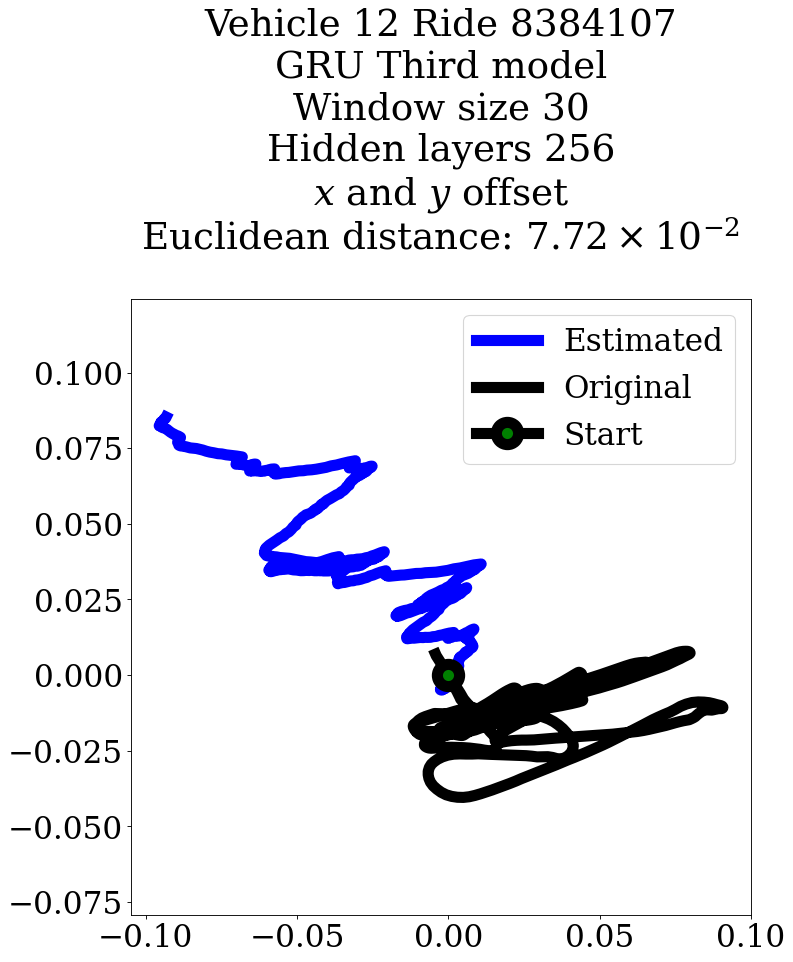 Vehicle 12 Ride 8384107
GRU Third model
Window size 30
Hidden layers 256
x and y offset
Euclidean distance: 7.72 × 10⁻²
Estimated
Original
Start
0.100
0.075
0.050
0.025
0.000
−0.025
−0.050
−0.075
−0.10 −0.05 0.00 0.05 0.10